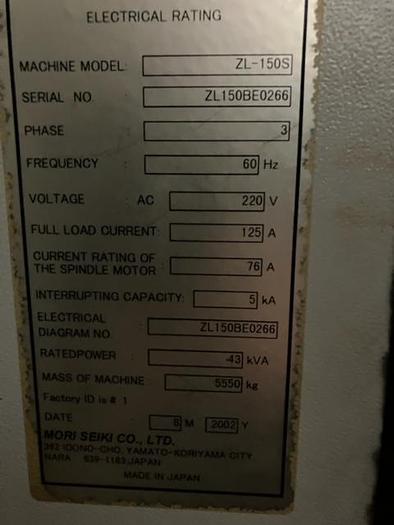 ELECTRICAL RATING
MACHINE MODEL: ZL-150S
SERIAL NO. : ZL150BE0266
PHASE : 3
FREQUENCY : 60 Hz
VOLTAGE : AC 220 V
FULL LOAD CURRENT: 125 A
CURRENT RATING OF
THE SPINDLE MOTOR : 76 A
INTERRUPTING CAPACITY: 5 kA
ELECTRICAL
DIAGRAM NO. : ZL150BE0266
RATEDPOWER : 43 kVA
MASS OF MACHINE : 5550 kg
Factory ID is # 1
DATE M 2002 Y
MORI SEIKI CO., LTD.
362 IDONO-CHO, YAMATO-KORIYAMA CITY
NARA 639-1183 JAPAN
MADE IN JAPAN